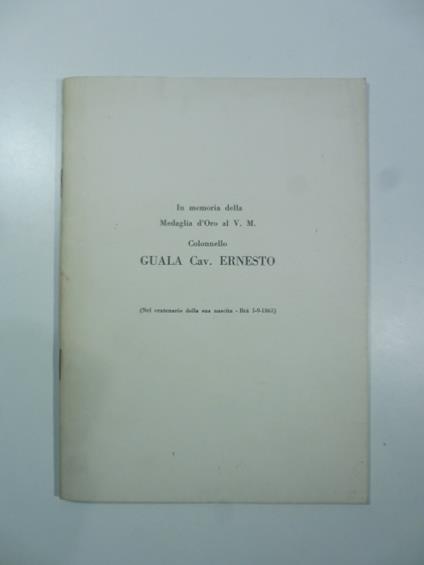 In memoria della
Medaglia d'Oro al V. M.
Colonnello
GUALA Cav. ERNESTO
(Nel centenario della sua nascita - Brà 5-9-1863)